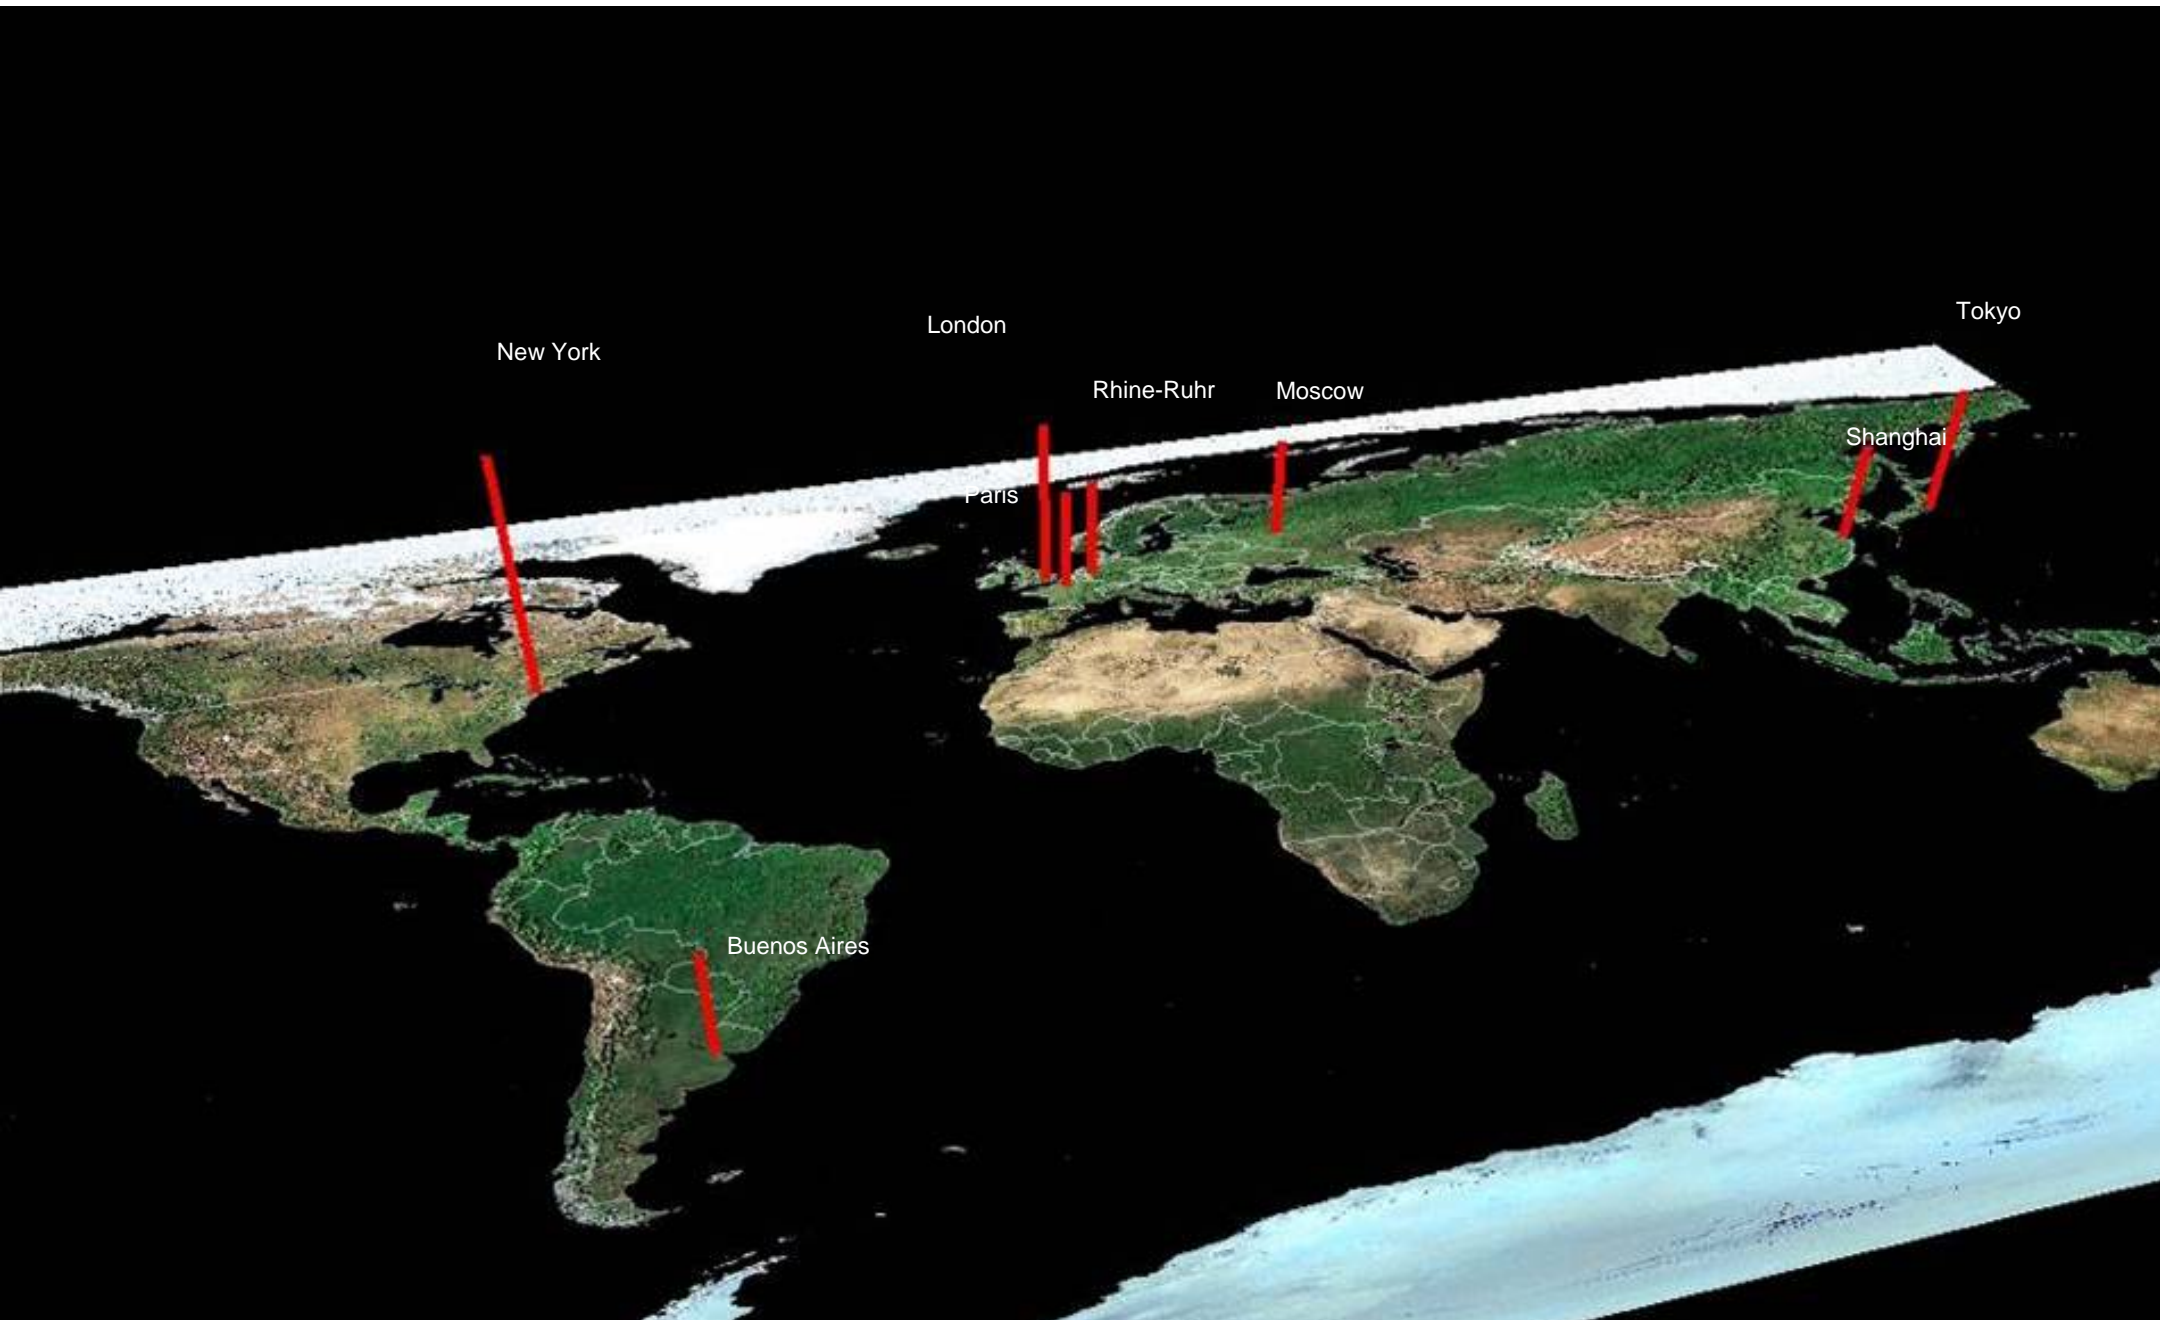 Tokyo
London
New York
Rhine-Ruhr
Moscow
Shanghai
Paris
Buenos Aires